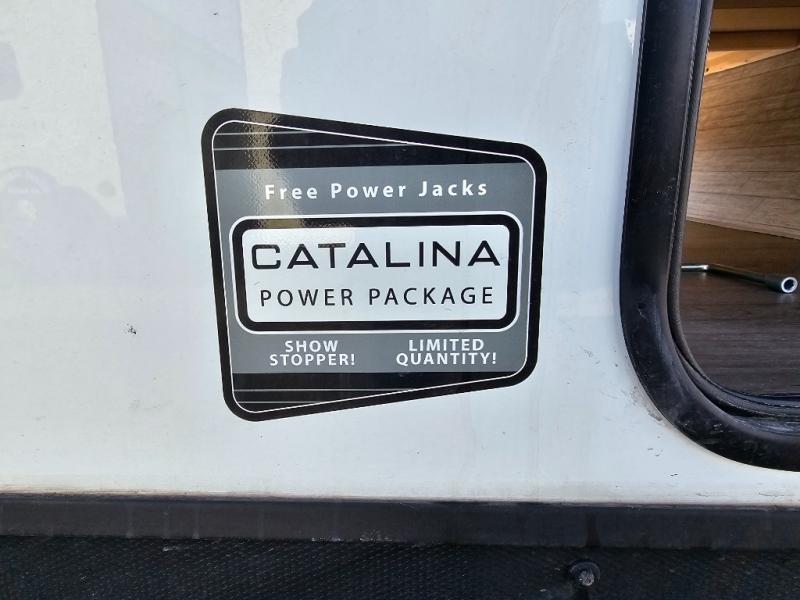 Free Power Jacks
CATALINA
POWER PACKAGE
SHOW STOPPER!
LIMITED QUANTITY!